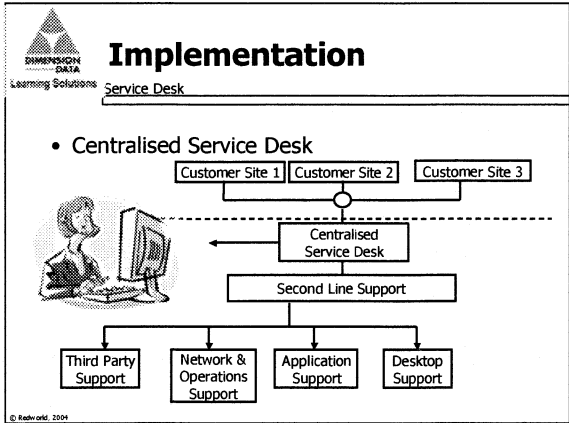 Implementation
DIMENSION
DATA
Learning Solutions
Service Desk
• Centralised Service Desk
Customer Site 1 Customer Site 2 Customer Site 3
Centralised
Service Desk
Second Line Support
Third Party
Support
Network &
Operations
Support
Application
Support
Desktop
Support
© Redworld, 2004